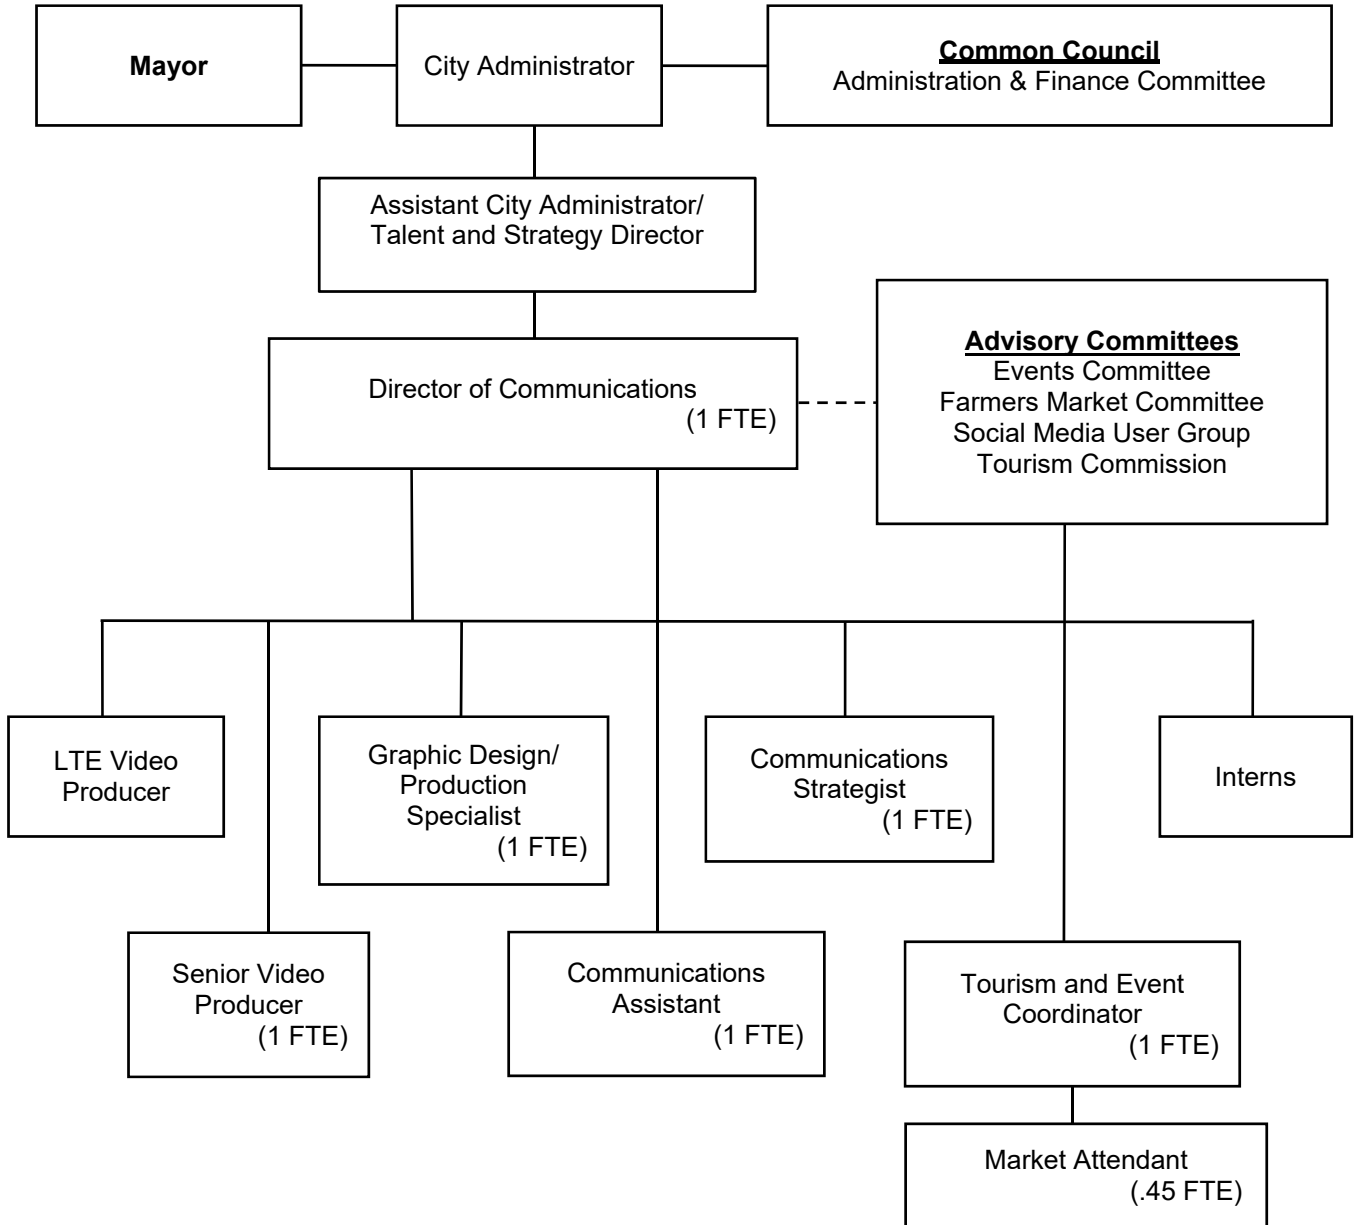 Mayor
City Administrator
Common Council
Administration & Finance Committee
Assistant City Administrator/
Talent and Strategy Director
Director of Communications
(1 FTE)
Advisory Committees
Events Committee
Farmers Market Committee
Social Media User Group
Tourism Commission
LTE Video
Producer
Graphic Design/
Production
Specialist
(1 FTE)
Communications
Strategist
(1 FTE)
Interns
Senior Video
Producer
(1 FTE)
Communications
Assistant
(1 FTE)
Tourism and Event
Coordinator
(1 FTE)
Market Attendant
(.45 FTE)